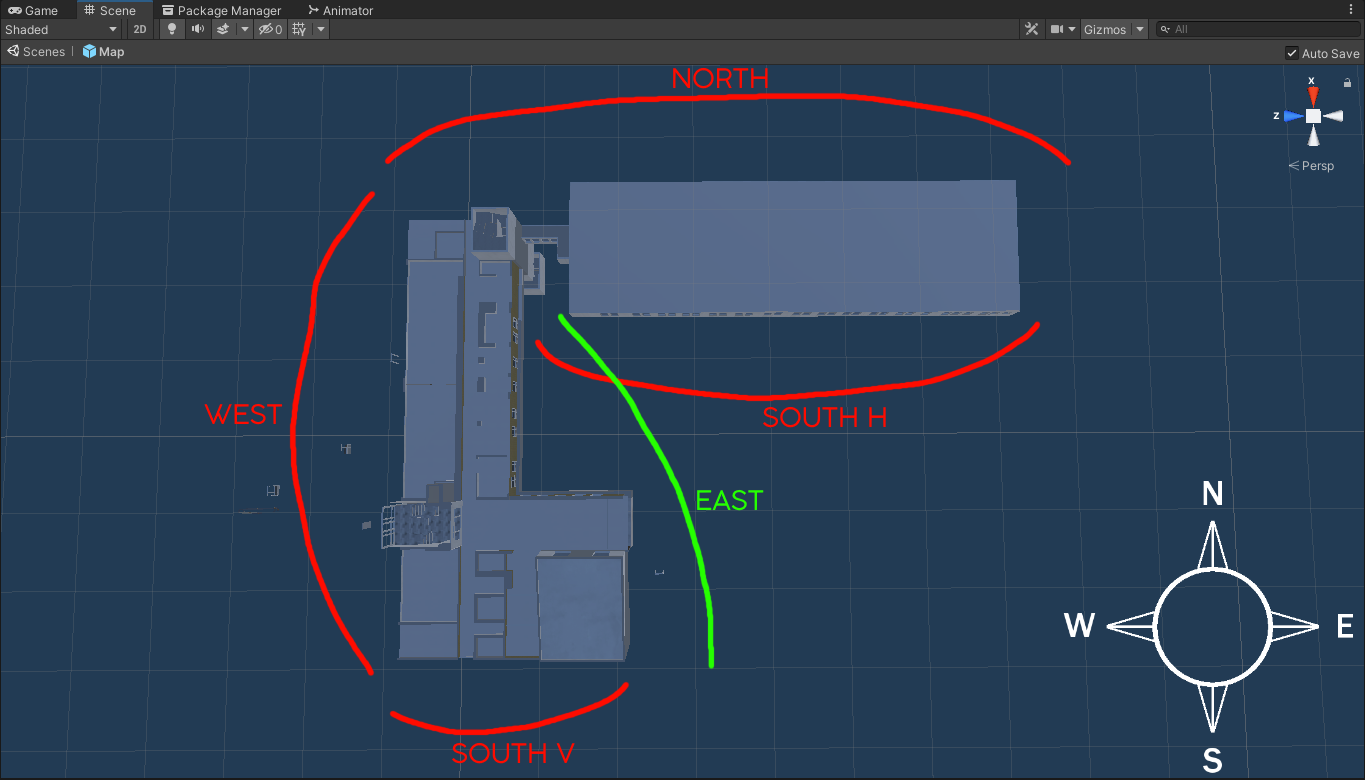 Game Scene Package Manager Animator
Shaded 2D 0 Gizmos All
Scenes | Map Auto Save
NORTH
x
z
< Persp
WEST
SOUTH H
EAST
N
W E
S
SOUTH V